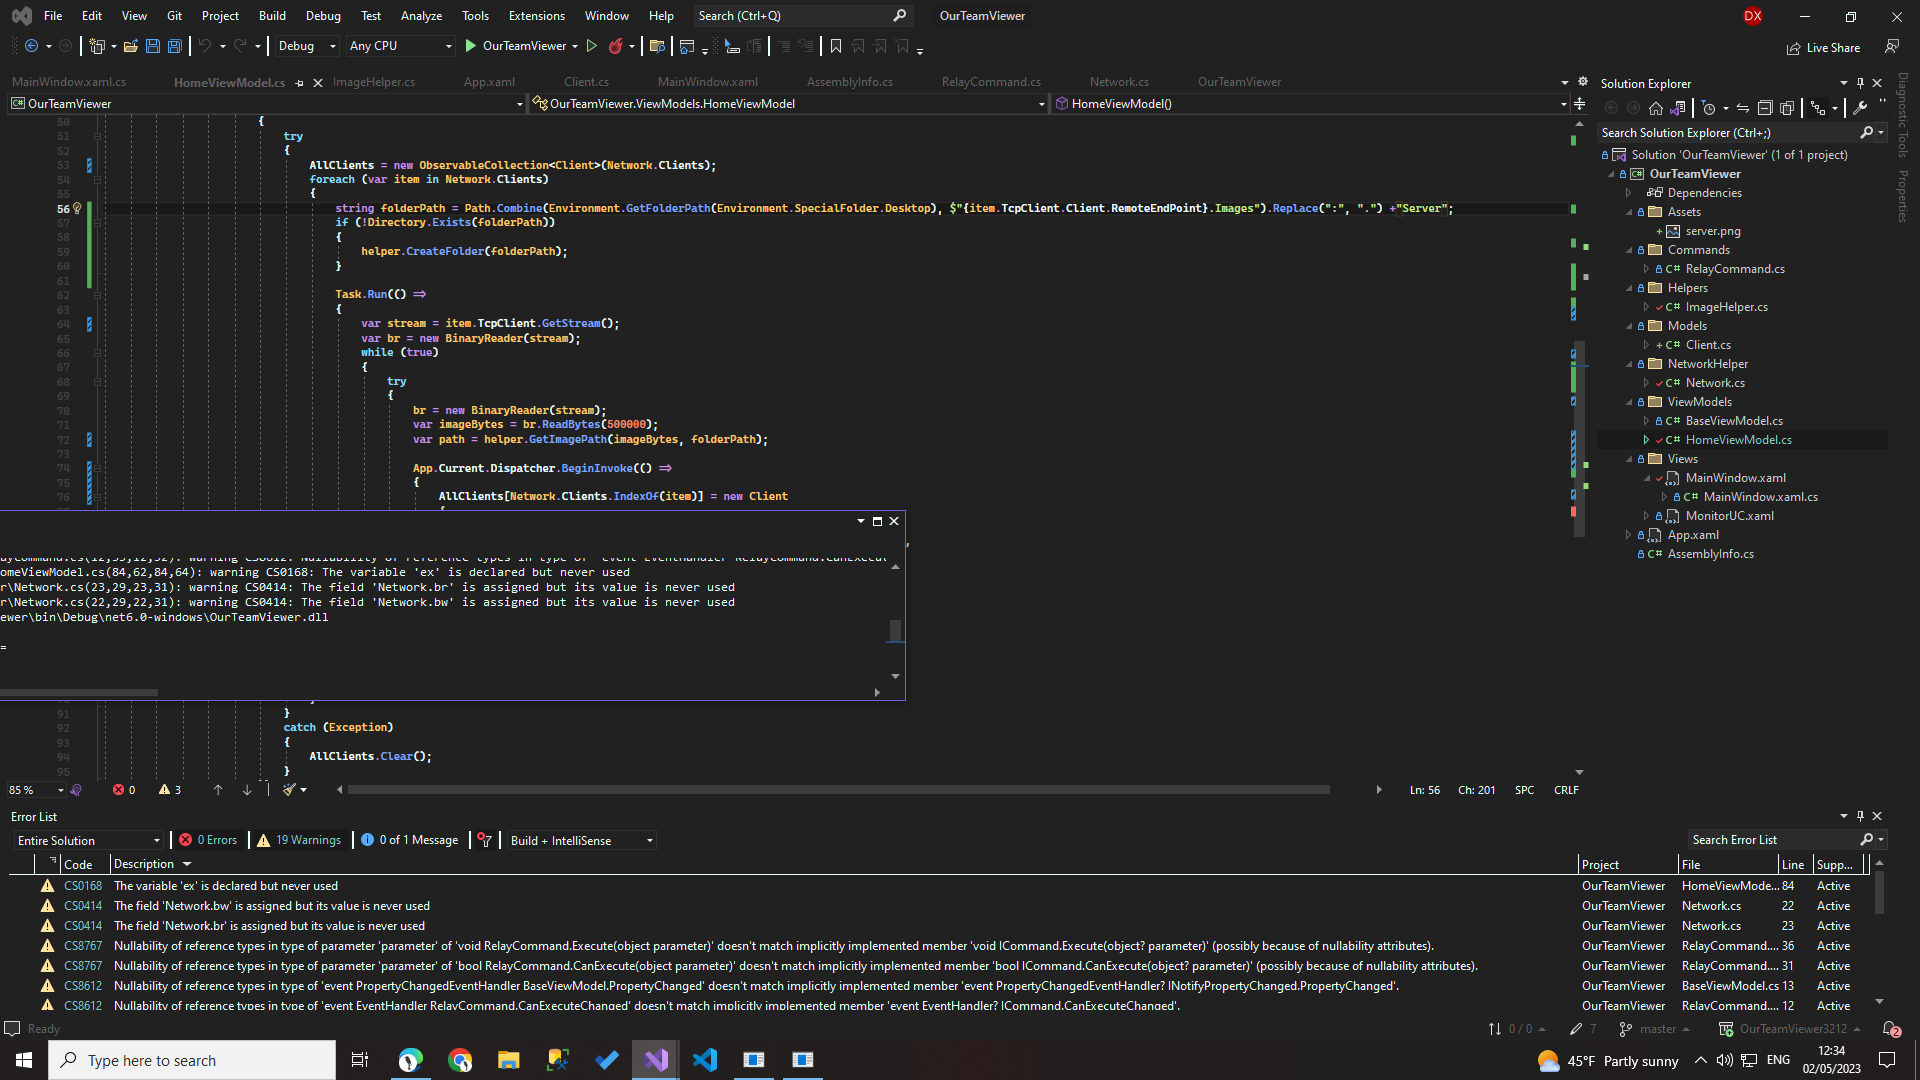 File Edit View Git Project Build Debug Test Analyze Tools Extensions Window Help Search (Ctrl+Q) OurTeamViewer DX
Debug Any CPU OurTeamViewer Live Share
MainWindow.xaml.cs HomeViewModel.cs ImageHelper.cs App.xaml Client.cs MainWindow.xaml AssemblyInfo.cs RelayCommand.cs Network.cs OurTeamViewer
OurTeamViewer OurTeamViewer.ViewModels.HomeViewModel HomeViewModel()
50 {
51 try
52 {
53 AllClients = new ObservableCollection<Client>(Network.Clients);
54 foreach (var item in Network.Clients)
55 {
56 string folderPath = Path.Combine(Environment.GetFolderPath(Environment.SpecialFolder.Desktop), $"{item.TcpClient.Client.RemoteEndPoint}.Images").Replace(":", ".") +"Server";
57 if (!Directory.Exists(folderPath))
58 {
59 helper.CreateFolder(folderPath);
60 }
61
62 Task.Run(() =>
63 {
64 var stream = item.TcpClient.GetStream();
65 var br = new BinaryReader(stream);
66 while (true)
67 {
68 try
69 {
70 br = new BinaryReader(stream);
71 var imageBytes = br.ReadBytes(500000);
72 var path = helper.GetImagePath(imageBytes, folderPath);
73
74 App.Current.Dispatcher.BeginInvoke(() =>
75 {
76 AllClients[Network.Clients.IndexOf(item)] = new Client
omeViewModel.cs(84,62,84,64): warning CS0168: The variable 'ex' is declared but never used
r\Network.cs(23,29,23,31): warning CS0414: The field 'Network.br' is assigned but its value is never used
r\Network.cs(22,29,22,31): warning CS0414: The field 'Network.bw' is assigned but its value is never used
ewer\bin\Debug\net6.0-windows\OurTeamViewer.dll
=
91 }
92 catch (Exception)
93 {
94 AllClients.Clear();
95 }
85 % 0 3 Ln: 56 Ch: 201 SPC CRLF
Solution Explorer
Search Solution Explorer (Ctrl+;)
Solution 'OurTeamViewer' (1 of 1 project)
OurTeamViewer
Dependencies
Assets
server.png
Commands
C# RelayCommand.cs
Helpers
C# ImageHelper.cs
Models
C# Client.cs
NetworkHelper
C# Network.cs
ViewModels
C# BaseViewModel.cs
C# HomeViewModel.cs
Views
MainWindow.xaml
C# MainWindow.xaml.cs
MonitorUC.xaml
App.xaml
C# AssemblyInfo.cs
Diagnostic Tools
Properties
Error List
Entire Solution 0 Errors 19 Warnings 0 of 1 Message Build + IntelliSense Search Error List
Code Description Project File Line Supp...
CS0168 The variable 'ex' is declared but never used OurTeamViewer HomeViewMode... 84 Active
CS0414 The field 'Network.bw' is assigned but its value is never used OurTeamViewer Network.cs 22 Active
CS0414 The field 'Network.br' is assigned but its value is never used OurTeamViewer Network.cs 23 Active
CS8767 Nullability of reference types in type of parameter 'parameter' of 'void RelayCommand.Execute(object parameter)' doesn't match implicitly implemented member 'void ICommand.Execute(object? parameter)' (possibly because of nullability attributes). OurTeamViewer RelayCommand.... 36 Active
CS8767 Nullability of reference types in type of parameter 'parameter' of 'bool RelayCommand.CanExecute(object parameter)' doesn't match implicitly implemented member 'bool ICommand.CanExecute(object? parameter)' (possibly because of nullability attributes). OurTeamViewer RelayCommand.... 31 Active
CS8612 Nullability of reference types in type of 'event PropertyChangedEventHandler BaseViewModel.PropertyChanged' doesn't match implicitly implemented member 'event PropertyChangedEventHandler? INotifyPropertyChanged.PropertyChanged'. OurTeamViewer BaseViewModel.cs 13 Active
CS8612 Nullability of reference types in type of 'event EventHandler RelayCommand.CanExecuteChanged' doesn't match implicitly implemented member 'event EventHandler? ICommand.CanExecuteChanged'. OurTeamViewer RelayCommand.... 12 Active
Ready 0 / 0 7 master OurTeamViewer3212 2
Type here to search 45°F Partly sunny ENG 12:34
02/05/2023